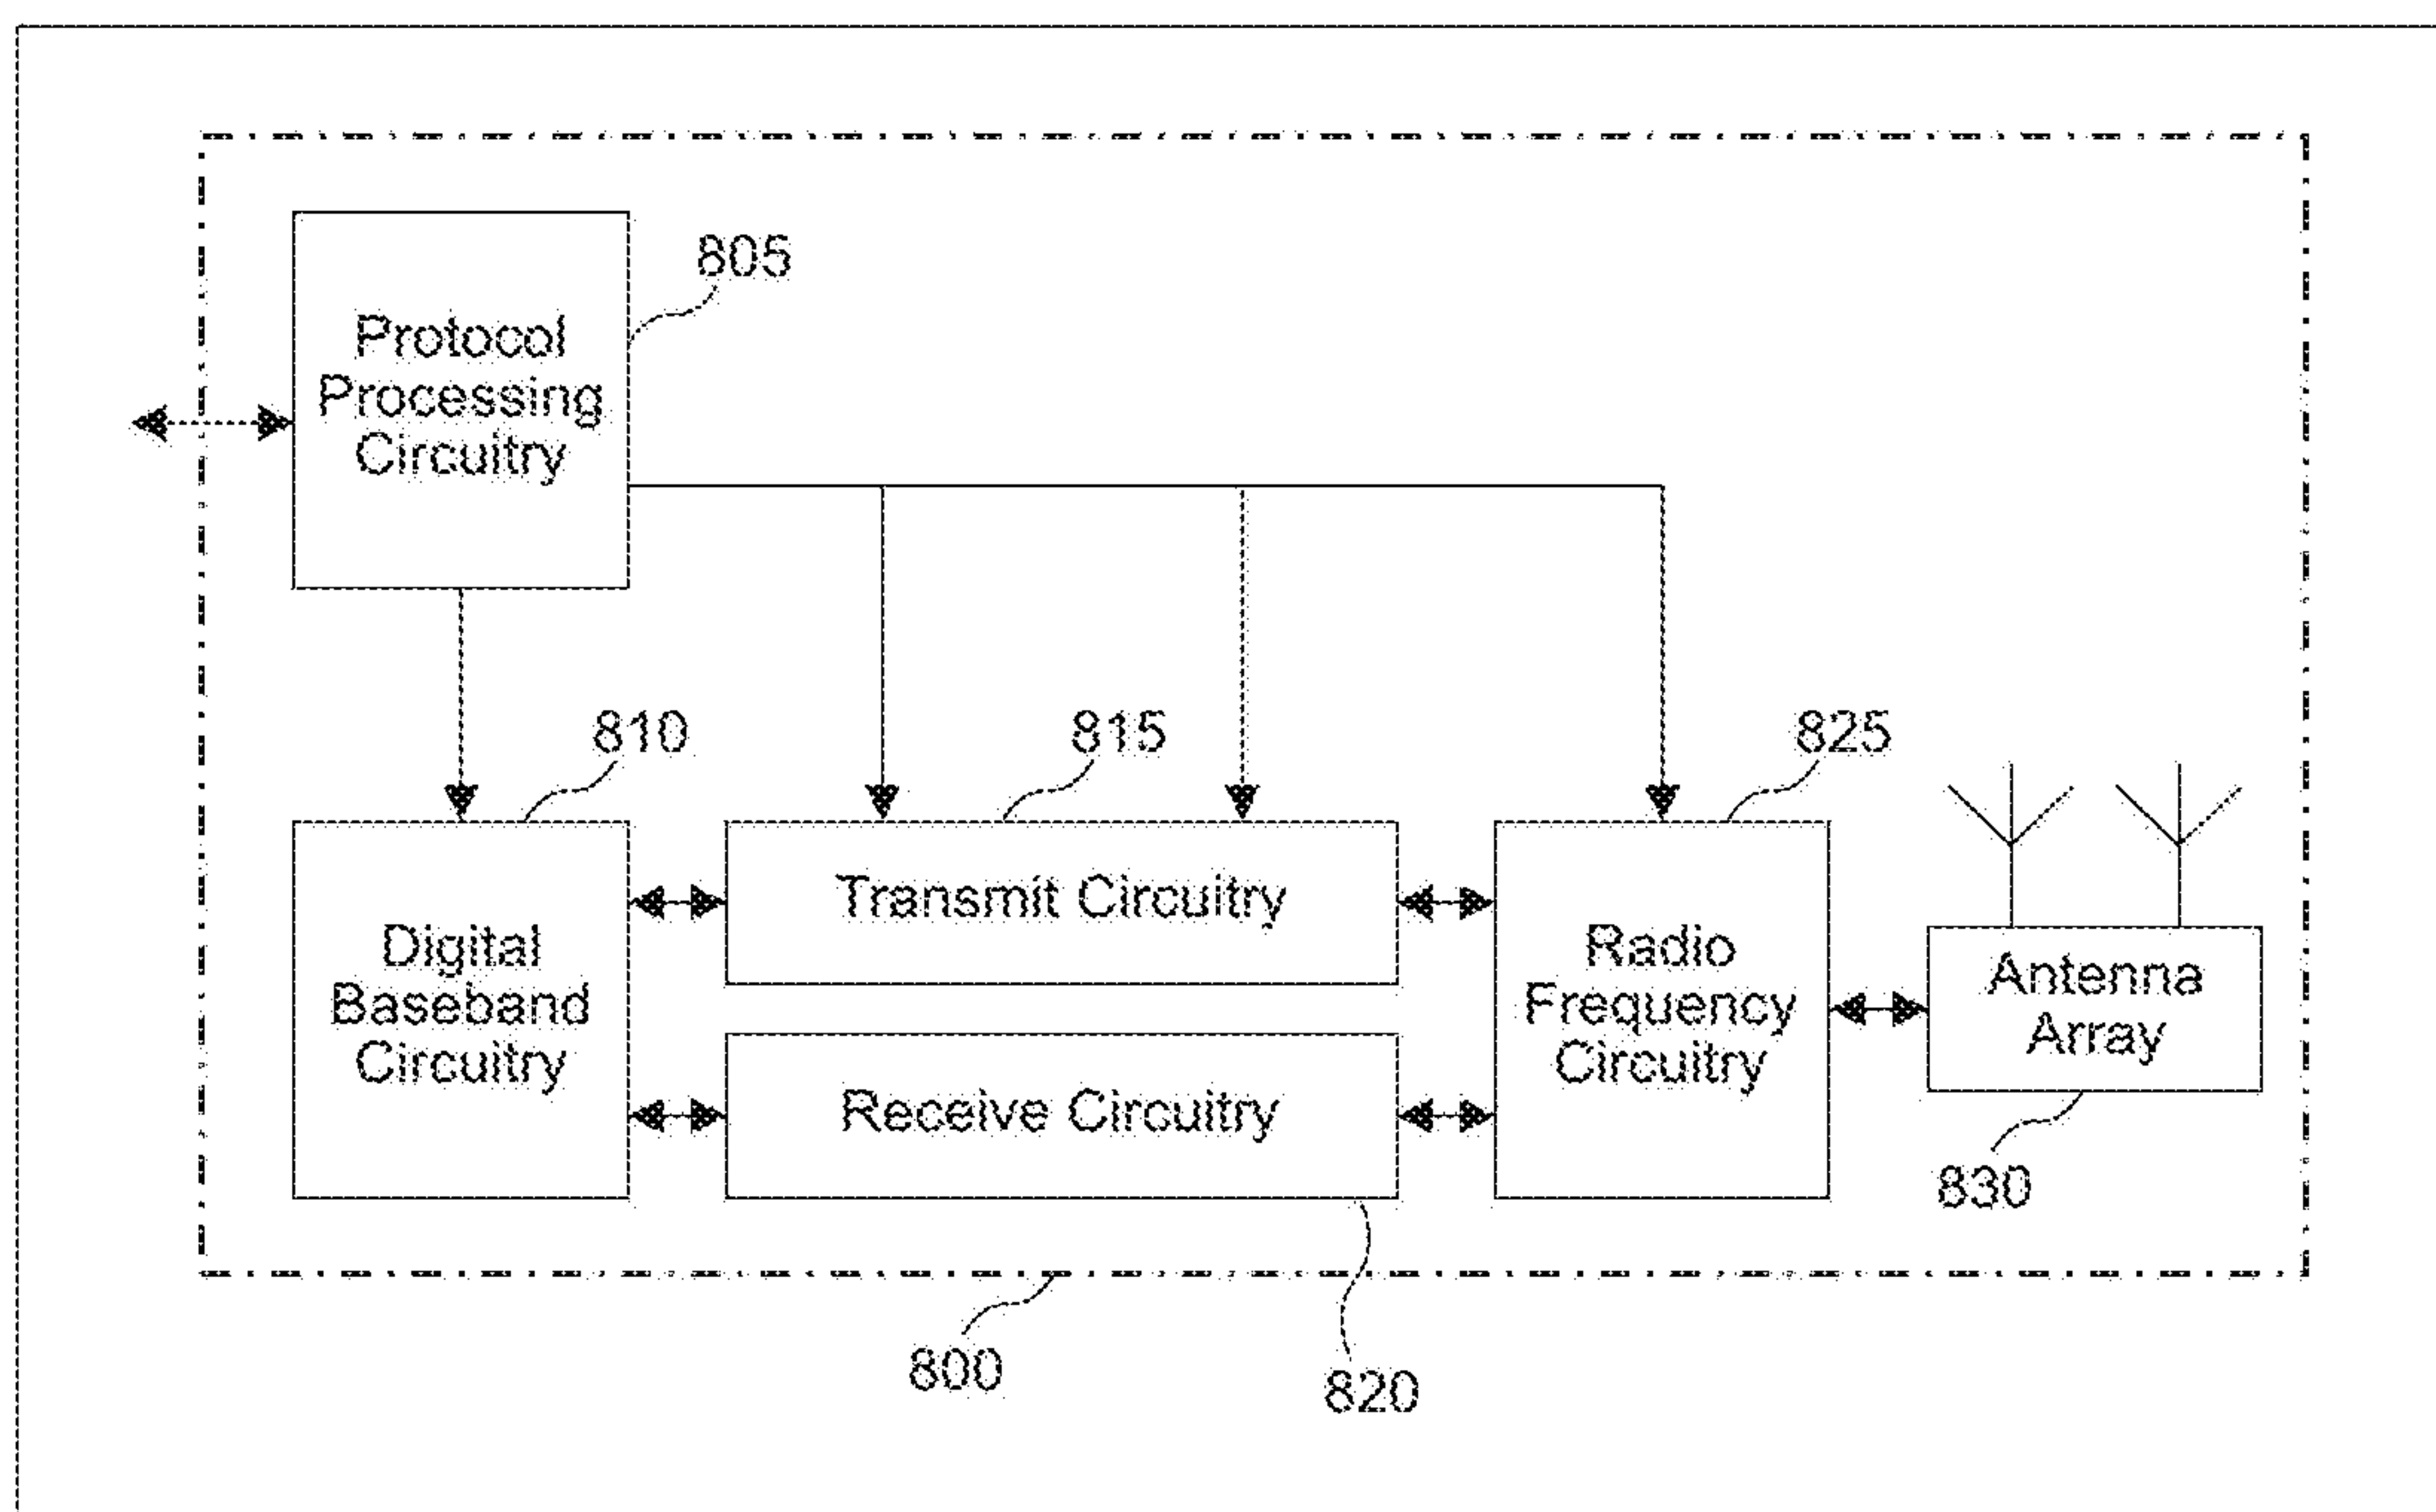 805
Protocol
Processing
Circuitry
810
815
825
Transmit Circuitry
Digital
Baseband
Circuitry
Radio
Frequency
Circuitry
Antenna
Array
Receive Circuitry
830
800
820